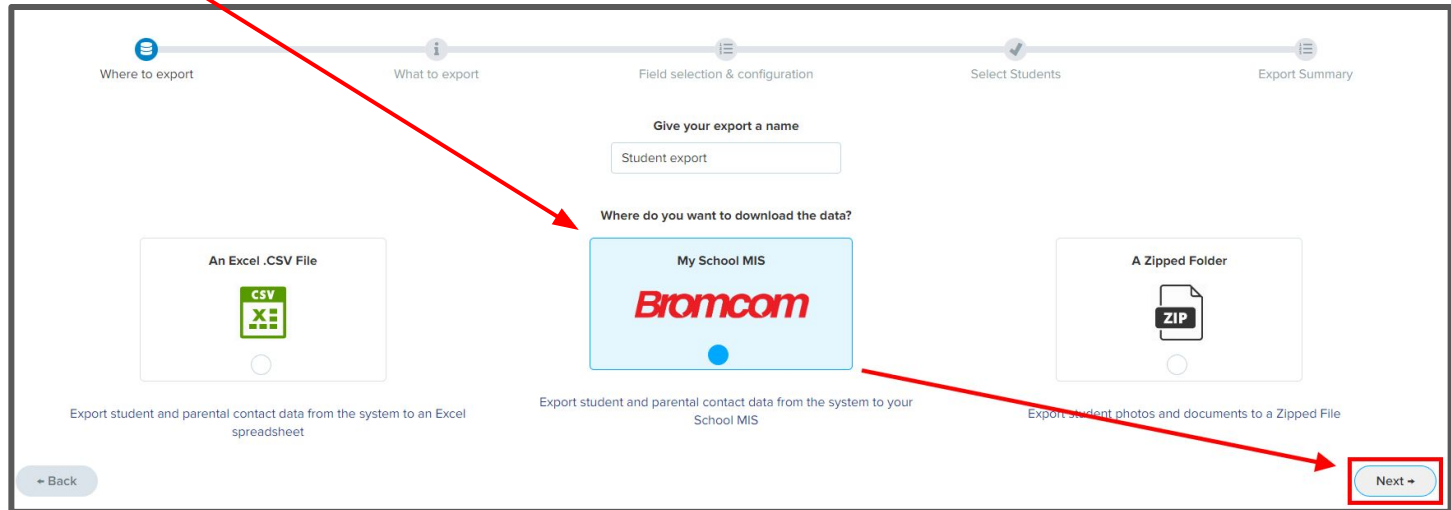 Where to export
What to export
Field selection & configuration
Select Students
Export Summary
Give your export a name
Student export
Where do you want to download the data?
An Excel .CSV File
CSV
X
My School MIS
Bromcom
A Zipped Folder
ZIP
Export student and parental contact data from the system to an Excel
spreadsheet
Export student and parental contact data from the system to your
School MIS
Export student photos and documents to a Zipped File
← Back
Next →